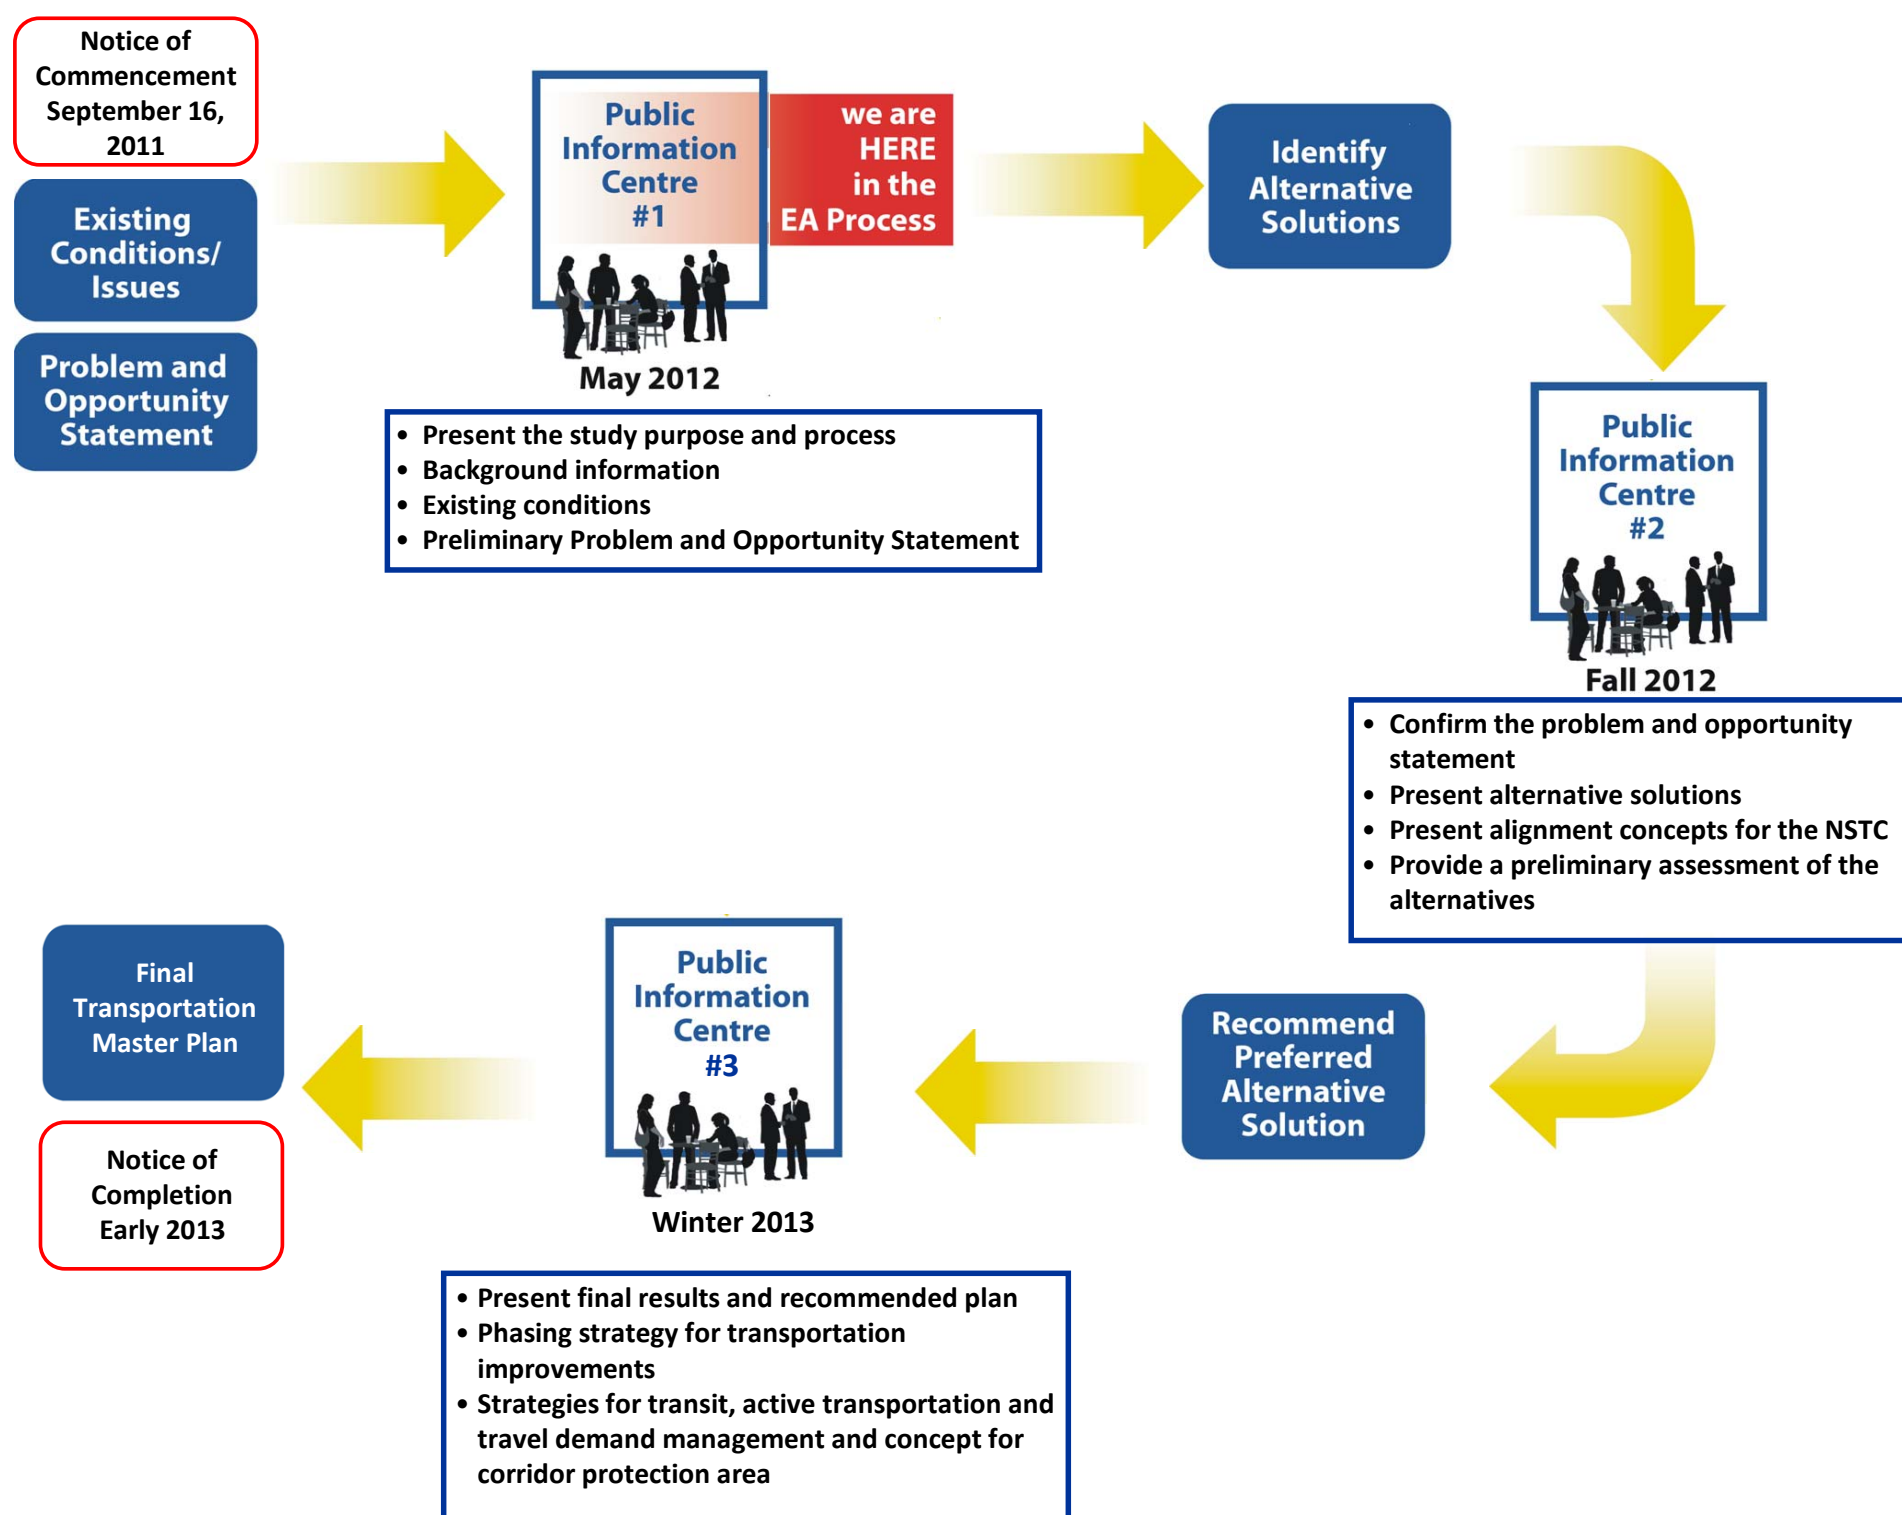 Notice of
Commencement
September 16,
2011
Existing
Conditions/
Issues
Problem and
Opportunity
Statement
Public
Information
Centre
#1
we are
HERE
in the
EA Process
May 2012
• Present the study purpose and process
• Background information
• Existing conditions
• Preliminary Problem and Opportunity Statement
Identify
Alternative
Solutions
Public
Information
Centre
#2
Fall 2012
• Confirm the problem and opportunity
statement
• Present alternative solutions
• Present alignment concepts for the NSTC
• Provide a preliminary assessment of the
alternatives
Recommend
Preferred
Alternative
Solution
Public
Information
Centre
#3
Winter 2013
• Present final results and recommended plan
• Phasing strategy for transportation
improvements
• Strategies for transit, active transportation and
travel demand management and concept for
corridor protection area
Final
Transportation
Master Plan
Notice of
Completion
Early 2013